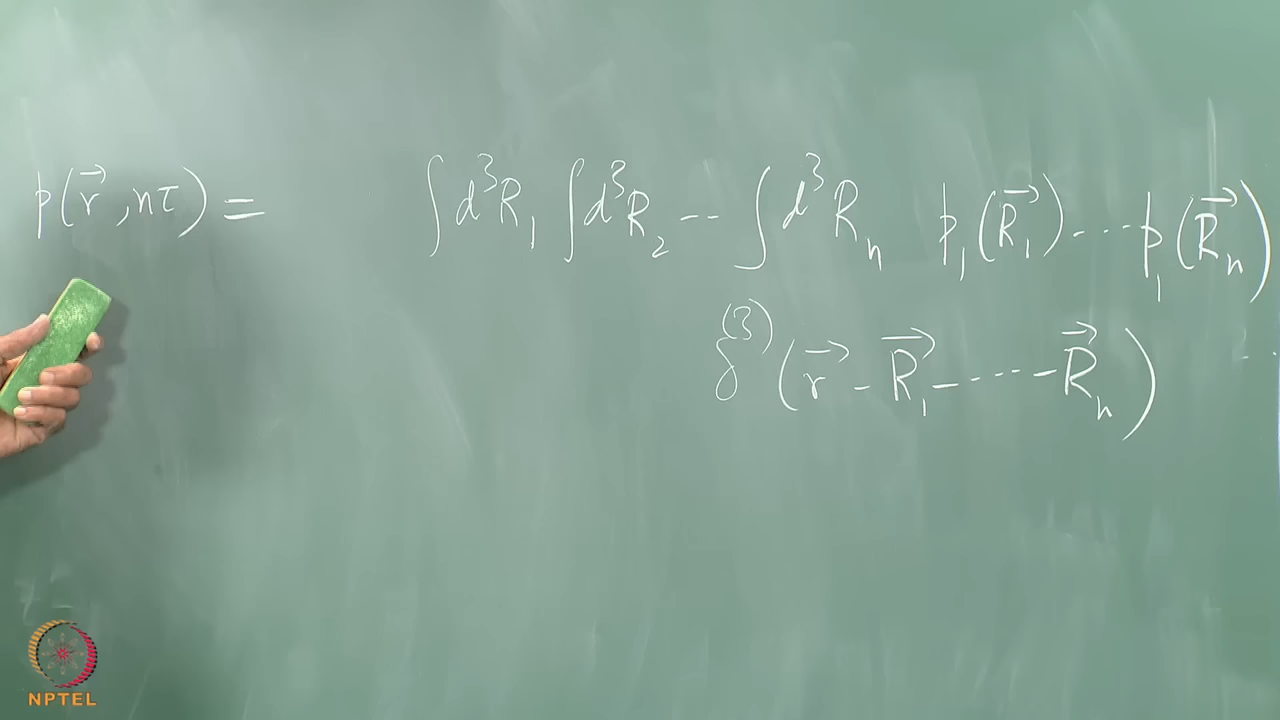 p(r⃗, nτ) = ∫ d³R₁ ∫ d³R₂ -- ∫ d³Rₙ p₁(R⃗₁) ---- p₁(R⃗ₙ)
δ⁽³⁾(r⃗ - R⃗₁ - ---- - R⃗ₙ)
NPTEL